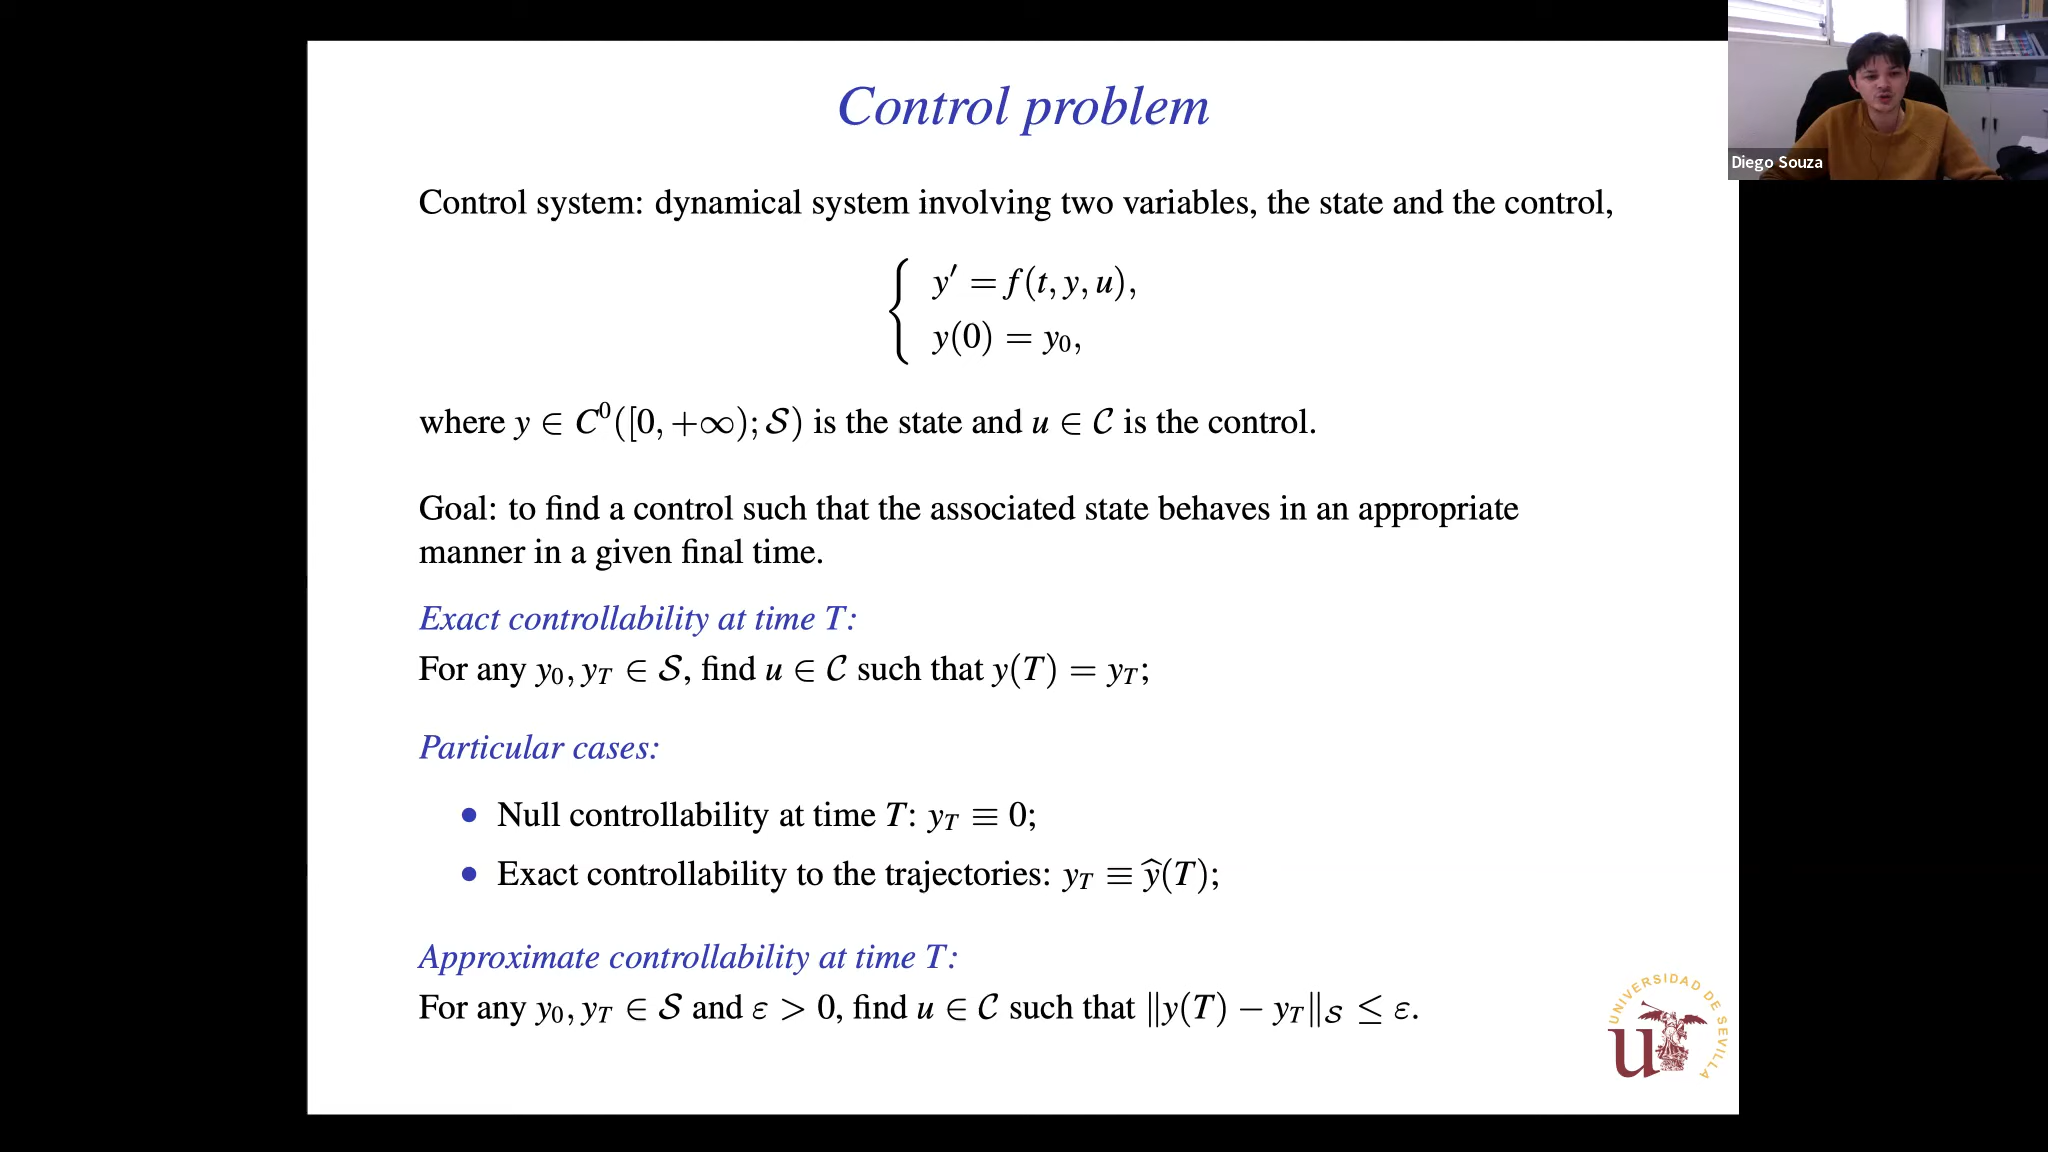 Control problem
Diego Souza
Control system: dynamical system involving two variables, the state and the control,
y′ = f(t, y, u),
y(0) = y₀,
where y ∈ C⁰([0, +∞); 𝒮) is the state and u ∈ 𝒞 is the control.
Goal: to find a control such that the associated state behaves in an appropriate
manner in a given final time.
Exact controllability at time T:
For any y₀, y_T ∈ 𝒮, find u ∈ 𝒞 such that y(T) = y_T;
Particular cases:
• Null controllability at time T: y_T ≡ 0;
• Exact controllability to the trajectories: y_T ≡ ŷ(T);
Approximate controllability at time T:
For any y₀, y_T ∈ 𝒮 and ε > 0, find u ∈ 𝒞 such that ‖y(T) − y_T‖_𝒮 ≤ ε.
UNIVERSIDAD DE SEVILLA
u